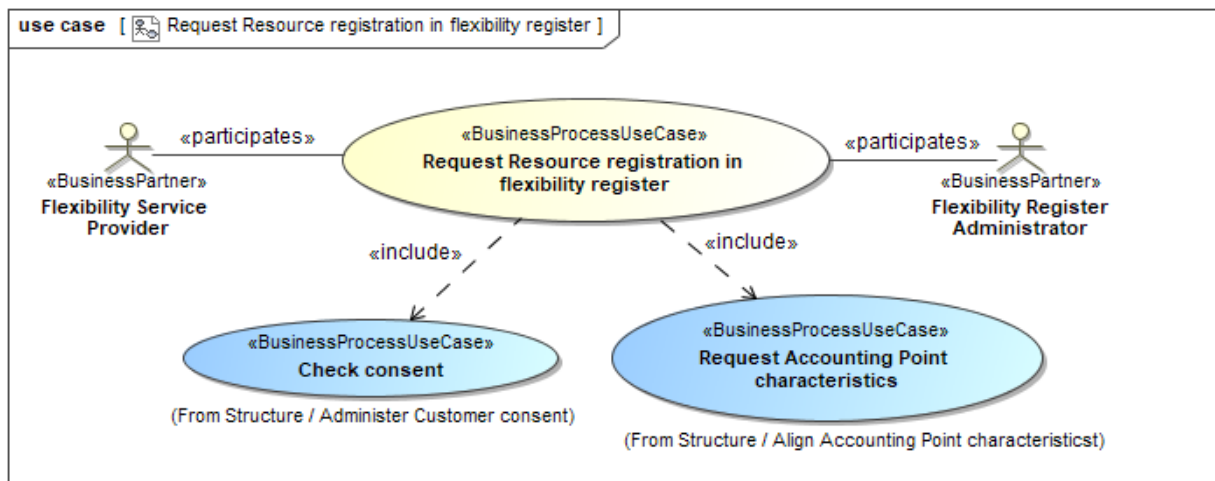 use case [ Request Resource registration in flexibility register ]
«participates»
«BusinessPartner»
Flexibility Service
Provider
«BusinessProcessUseCase»
Request Resource registration in
flexibility register
«participates»
«BusinessPartner»
Flexibility Register
Administrator
«include»
«include»
«BusinessProcessUseCase»
Check consent
(From Structure / Administer Customer consent)
«BusinessProcessUseCase»
Request Accounting Point
characteristics
(From Structure / Align Accounting Point characteristicst)